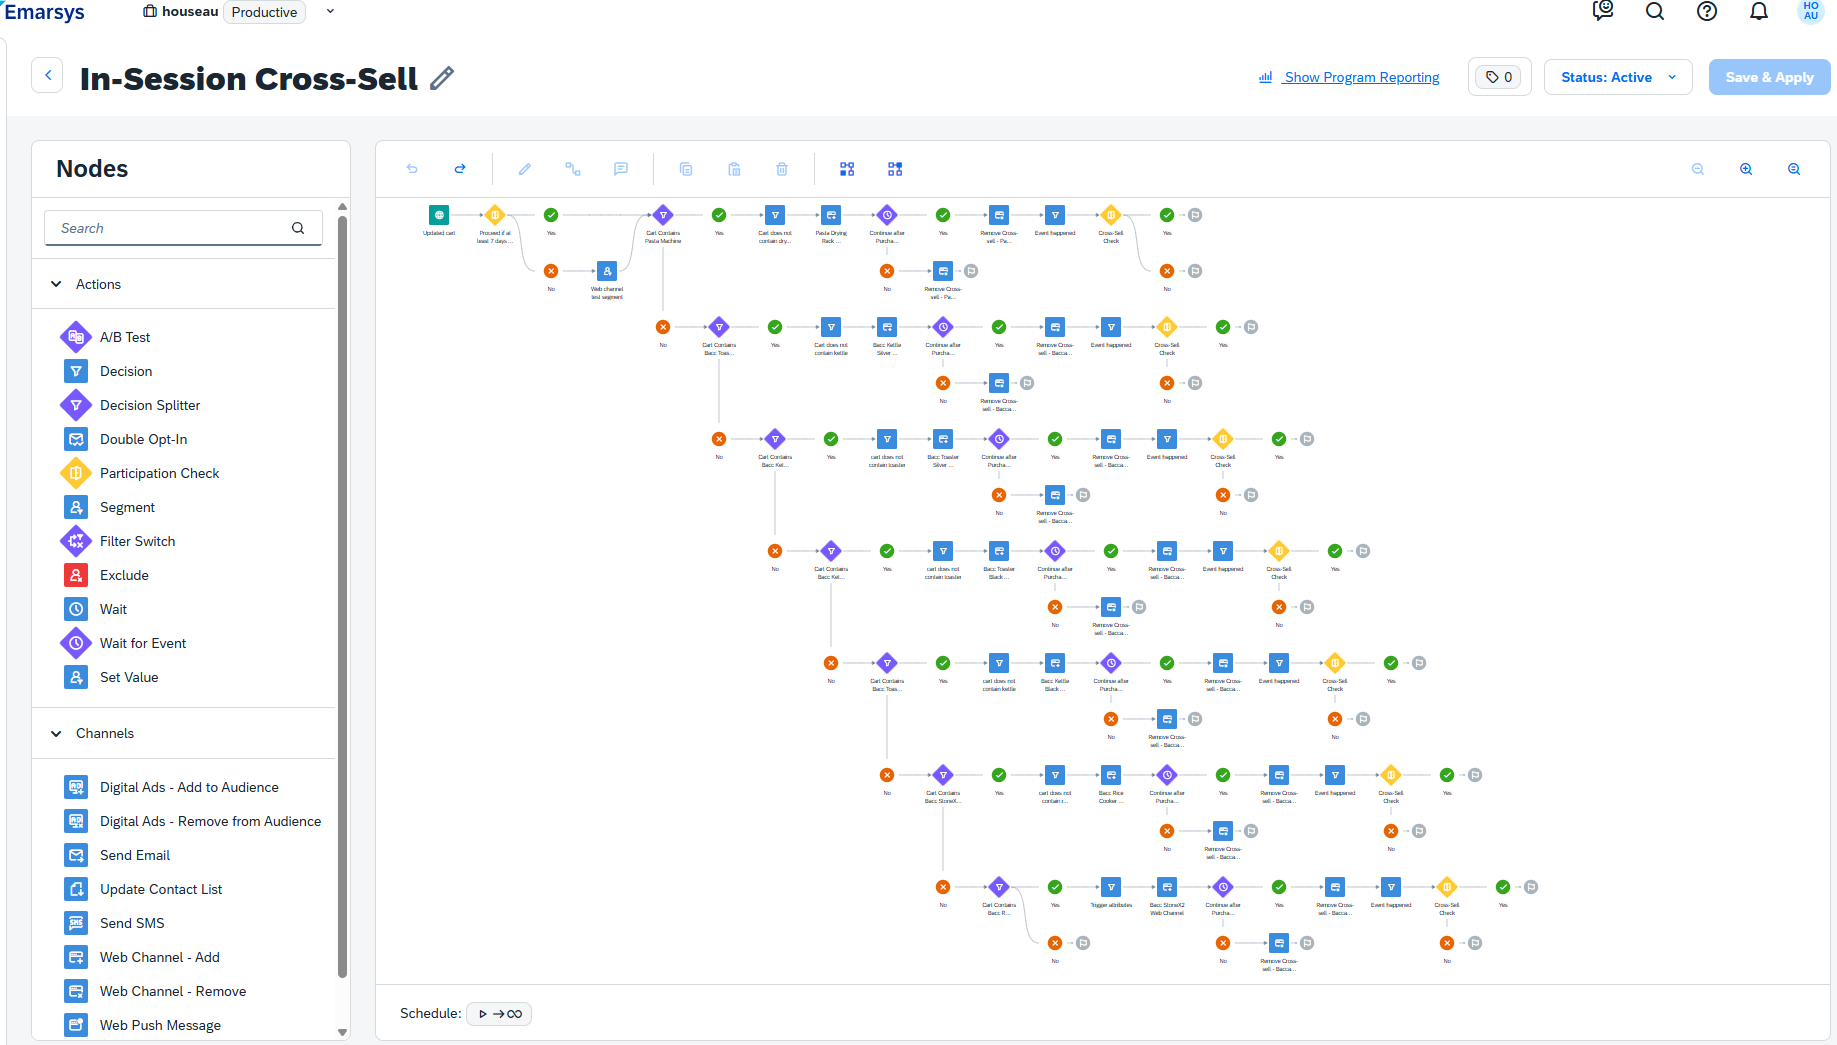 Emarsys
houseau
Productive
HO
AU
In-Session Cross-Sell
Show Program Reporting
0
Status: Active
Save & Apply
Nodes
Search
Actions
A/B Test
Decision
Decision Splitter
Double Opt-In
Participation Check
Segment
Filter Switch
Exclude
Wait
Wait for Event
Set Value
Channels
Digital Ads - Add to Audience
Digital Ads - Remove from Audience
Send Email
Update Contact List
Send SMS
Web Channel - Add
Web Channel - Remove
Web Push Message
Updated cart
Proceed if at
least 7 days ...
Yes
Cart Contains
Pasta Machine
Yes
Cart does not
contain dry...
Pasta Drying
Rack ...
Continue after
Purcha...
Yes
Remove Cross-
sell - Pa...
Event happened
Cross-Sell
Check
Yes
No
Web channel
test segment
No
Remove Cross-
sell - Pa...
No
No
Cart Contains
Bacc Toas...
Yes
Cart does not
contain kettle
Bacc Kettle
Silver ...
Continue after
Purcha...
Yes
Remove Cross-
sell - Bacca...
Event happened
Cross-Sell
Check
Yes
No
Remove Cross-
sell - Bacca...
No
No
Cart Contains
Bacc Ket...
Yes
cart does not
contain toaster
Bacc Toaster
Silver ...
Continue after
Purcha...
Yes
Remove Cross-
sell - Bacca...
Event happened
Cross-Sell
Check
Yes
No
Remove Cross-
sell - Bacca...
No
No
Cart Contains
Bacc Ket...
Yes
cart does not
contain toaster
Bacc Toaster
Black ...
Continue after
Purcha...
Yes
Remove Cross-
sell - Bacca...
Event happened
Cross-Sell
Check
Yes
No
Remove Cross-
sell - Bacca...
No
No
Cart Contains
Bacc Toas...
Yes
cart does not
contain kettle
Bacc Kettle
Black ...
Continue after
Purcha...
Yes
Remove Cross-
sell - Bacca...
Event happened
Cross-Sell
Check
Yes
No
Remove Cross-
sell - Bacca...
No
No
Cart Contains
Bacc StoneX...
Yes
cart does not
contain r...
Bacc Rice
Cooker ...
Continue after
Purcha...
Yes
Remove Cross-
sell - Bacca...
Event happened
Cross-Sell
Check
Yes
No
Remove Cross-
sell - Bacca...
No
No
Cart Contains
Bacc R...
Yes
Trigger attributes
Bacc StoneX2
Web Channel
Continue after
Purcha...
Yes
Remove Cross-
sell - Bacca...
Event happened
Cross-Sell
Check
Yes
No
No
Remove Cross-
sell - Bacca...
No
Schedule: